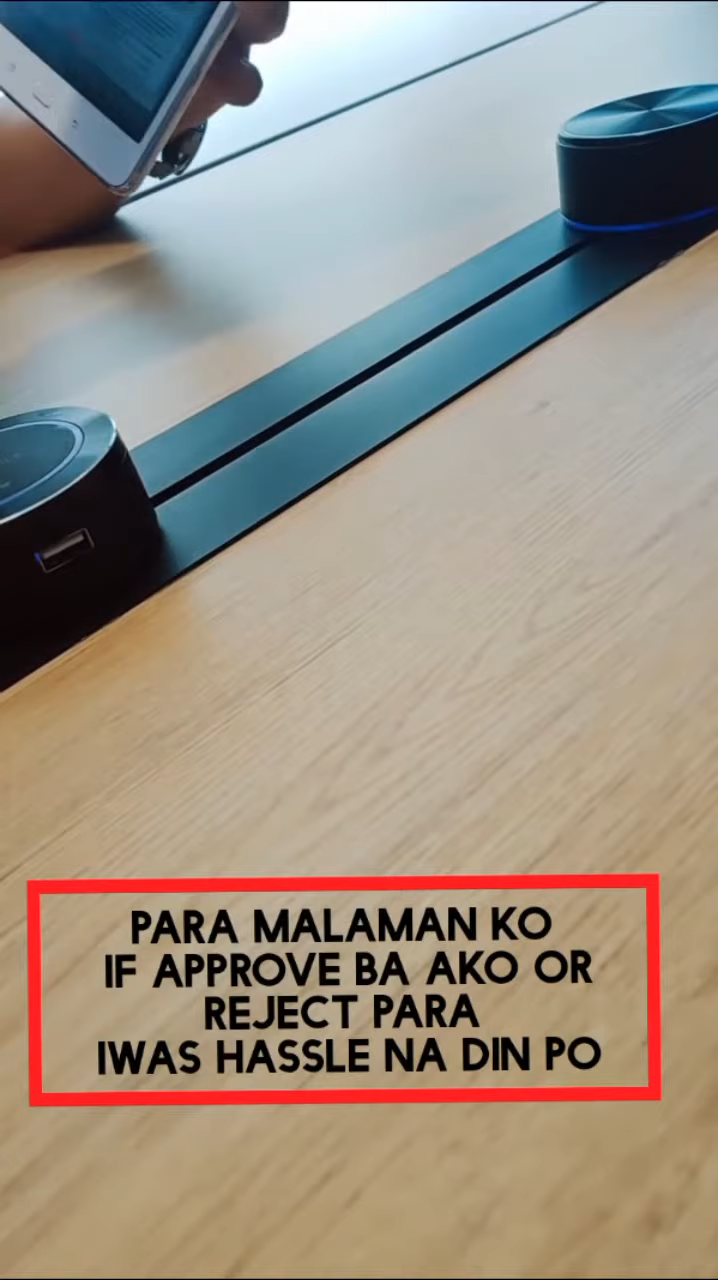 PARA MALAMAN KO
IF APPROVE BA AKO OR
REJECT PARA
IWAS HASSLE NA DIN PO